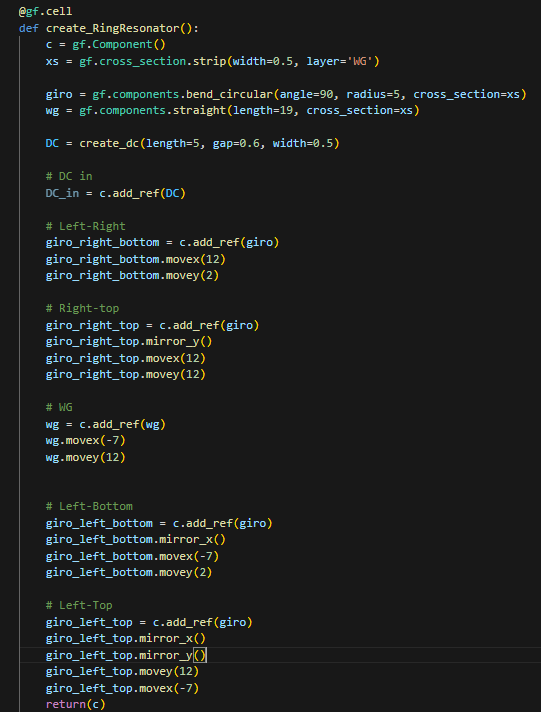 @gf.cell
def create_RingResonator():
    c = gf.Component()
    xs = gf.cross_section.strip(width=0.5, layer='WG')

    giro = gf.components.bend_circular(angle=90, radius=5, cross_section=xs)
    wg = gf.components.straight(length=19, cross_section=xs)

    DC = create_dc(length=5, gap=0.6, width=0.5)

    # DC in
    DC_in = c.add_ref(DC)

    # Left-Right
    giro_right_bottom = c.add_ref(giro)
    giro_right_bottom.movex(12)
    giro_right_bottom.movey(2)

    # Right-top
    giro_right_top = c.add_ref(giro)
    giro_right_top.mirror_y()
    giro_right_top.movex(12)
    giro_right_top.movey(12)

    # WG
    wg = c.add_ref(wg)
    wg.movex(-7)
    wg.movey(12)


    # Left-Bottom
    giro_left_bottom = c.add_ref(giro)
    giro_left_bottom.mirror_x()
    giro_left_bottom.movex(-7)
    giro_left_bottom.movey(2)

    # Left-Top
    giro_left_top = c.add_ref(giro)
    giro_left_top.mirror_x()
    giro_left_top.mirror_y()
    giro_left_top.movey(12)
    giro_left_top.movex(-7)
    return(c)